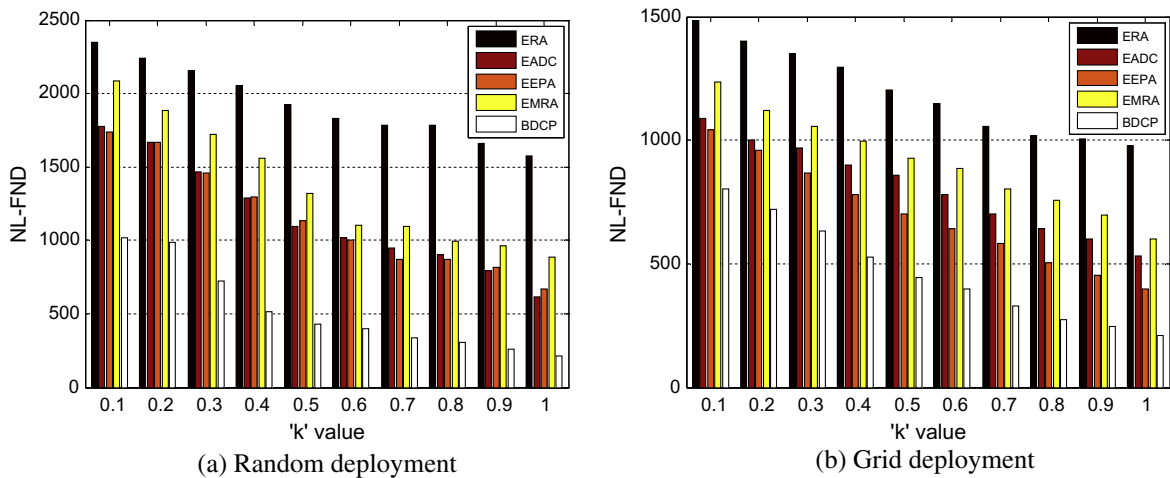 2500
2000
1500
1000
500
0
NL-FND
ERA
EADC
EEPA
EMRA
BDCP
0.1 0.2 0.3 0.4 0.5 0.6 0.7 0.8 0.9 1
'k' value
(a) Random deployment
1500
1000
500
0
NL-FND
ERA
EADC
EEPA
EMRA
BDCP
0.1 0.2 0.3 0.4 0.5 0.6 0.7 0.8 0.9 1
'k' value
(b) Grid deployment